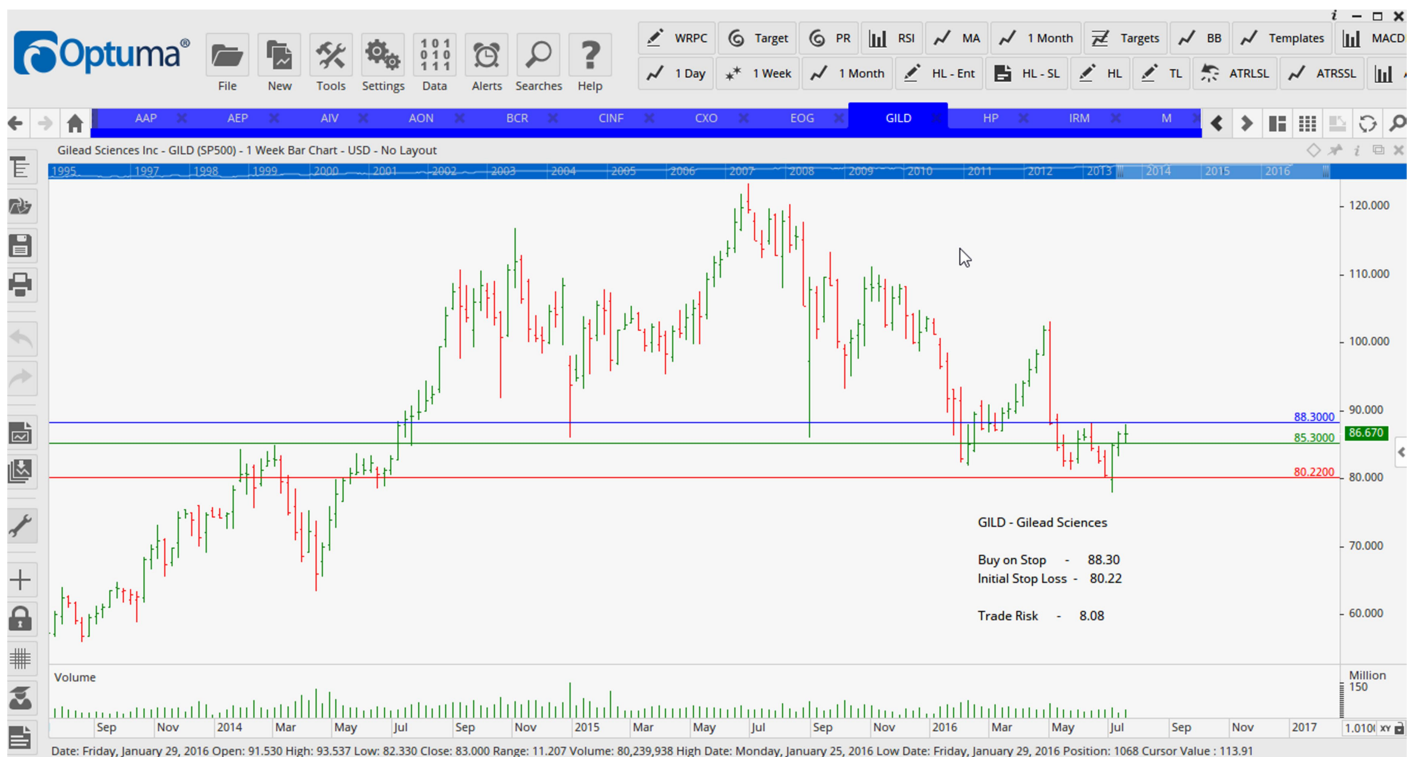 Optuma®
File New Tools Settings Data Alerts Searches Help
WRPC Target PR RSI MA 1 Month Targets BB Templates MACD
1 Day 1 Week 1 Month HL - Ent HL - SL HL TL ATRLSL ATRSSL
AAP AEP AIV AON BCR CINF CXO EOG GILD HP IRM M
Gilead Sciences Inc - GILD (SP500) - 1 Week Bar Chart - USD - No Layout
1995 1997 1998 1999 2000 2001 2002 2003 2004 2005 2006 2007 2008 2009 2010 2011 2012 2013 2014 2015 2016
120.000
110.000
100.000
90.000
88.3000
86.670
85.3000
80.2200
80.000
GILD - Gilead Sciences
70.000
Buy on Stop - 88.30
Initial Stop Loss - 80.22
Trade Risk - 8.08
60.000
Volume
Million
150
Sep Nov 2014 Mar May Jul Sep Nov 2015 Mar May Jul Sep Nov 2016 Mar May Jul Sep Nov 2017 1.010 XY
Date: Friday, January 29, 2016 Open: 91.530 High: 93.537 Low: 82.330 Close: 83.000 Range: 11.207 Volume: 80,239,938 High Date: Monday, January 25, 2016 Low Date: Friday, January 29, 2016 Position: 1068 Cursor Value : 113.91